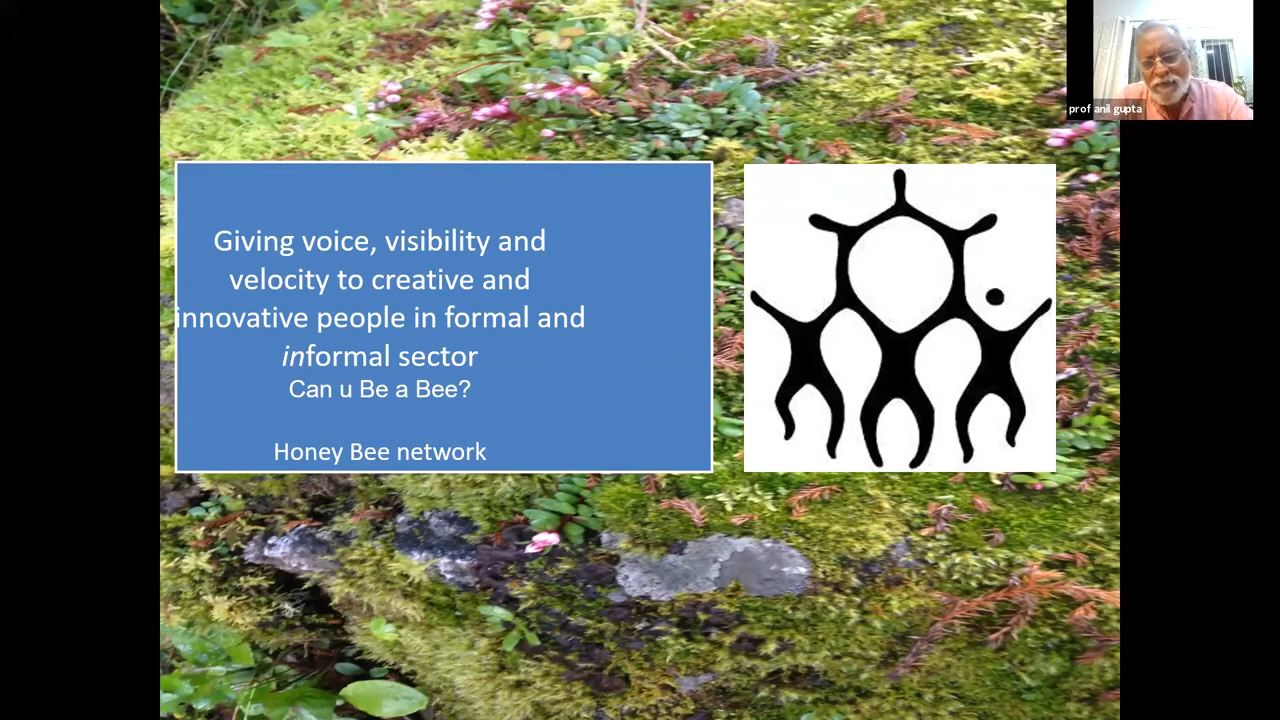 prof anil gupta
Giving voice, visibility and
velocity to creative and
innovative people in formal and
informal sector
Can u Be a Bee?
Honey Bee network